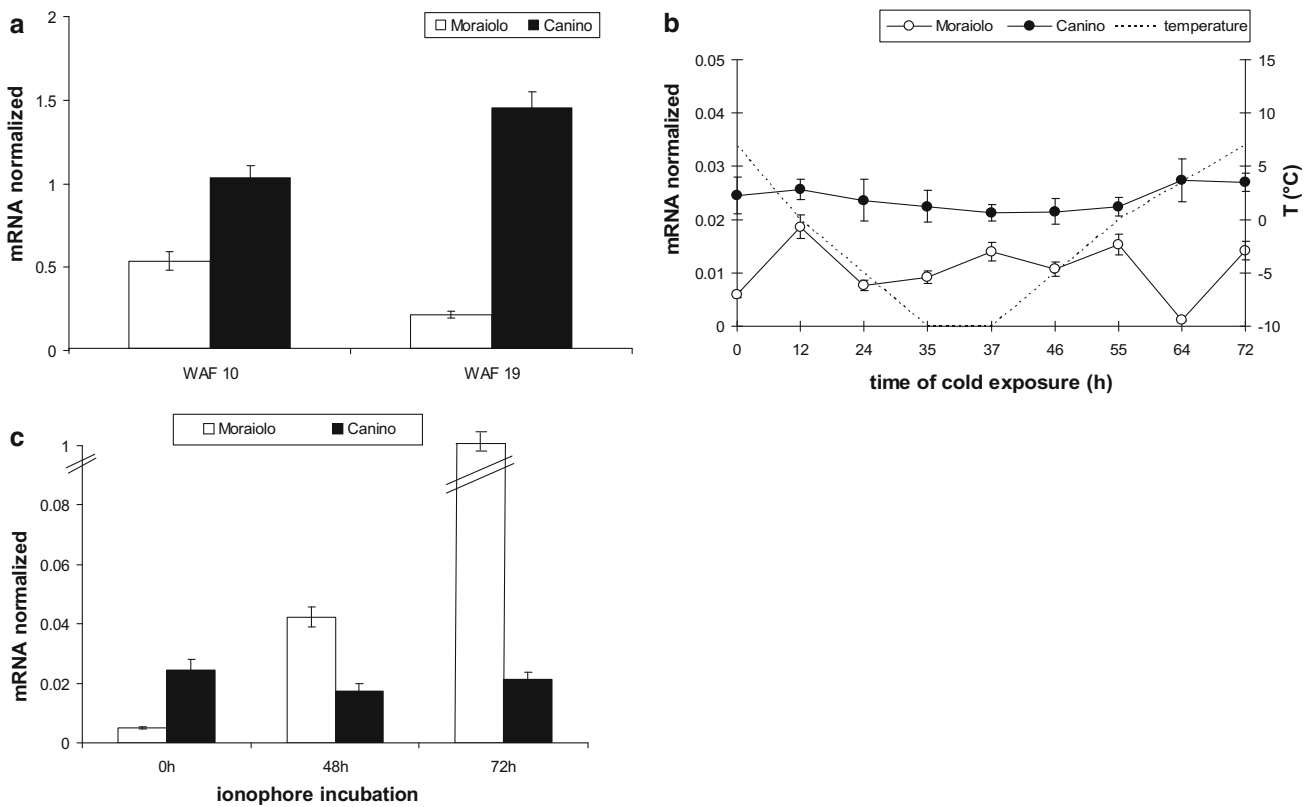 a
Moraiolo
Canino
mRNA normalized
2
1.5
1
0.5
0
WAF 10
WAF 19
b
Moraiolo
Canino
temperature
mRNA normalized
0.05
0.04
0.03
0.02
0.01
0
15
10
5
0
-5
-10
T (°C)
0
12
24
35
37
46
55
64
72
time of cold exposure (h)
c
Moraiolo
Canino
mRNA normalized
1
0.08
0.06
0.04
0.02
0
0h
48h
72h
ionophore incubation